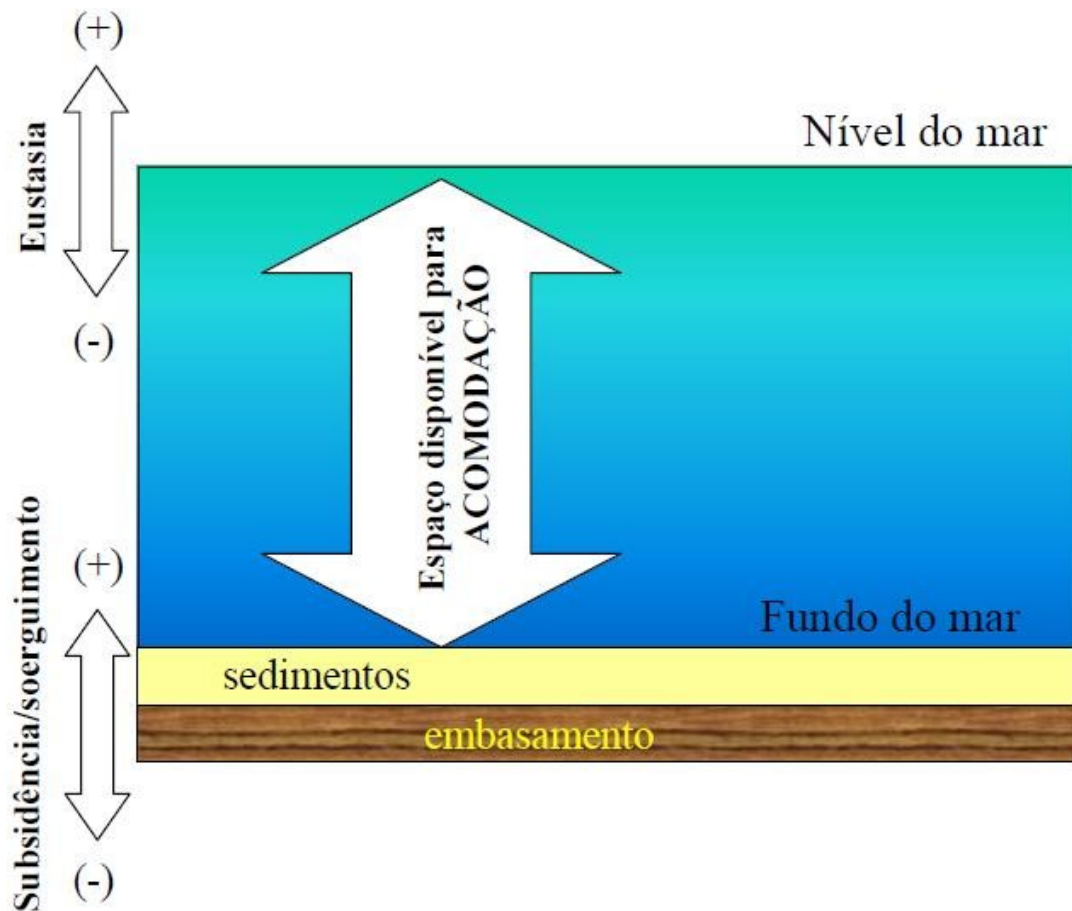 (+)
Eustasia
(-)
Nível do mar
Espaço disponível para
ACOMODAÇÃO
(+)
Subsidência/soerguimento
(-)
Fundo do mar
sedimentos
embasamento